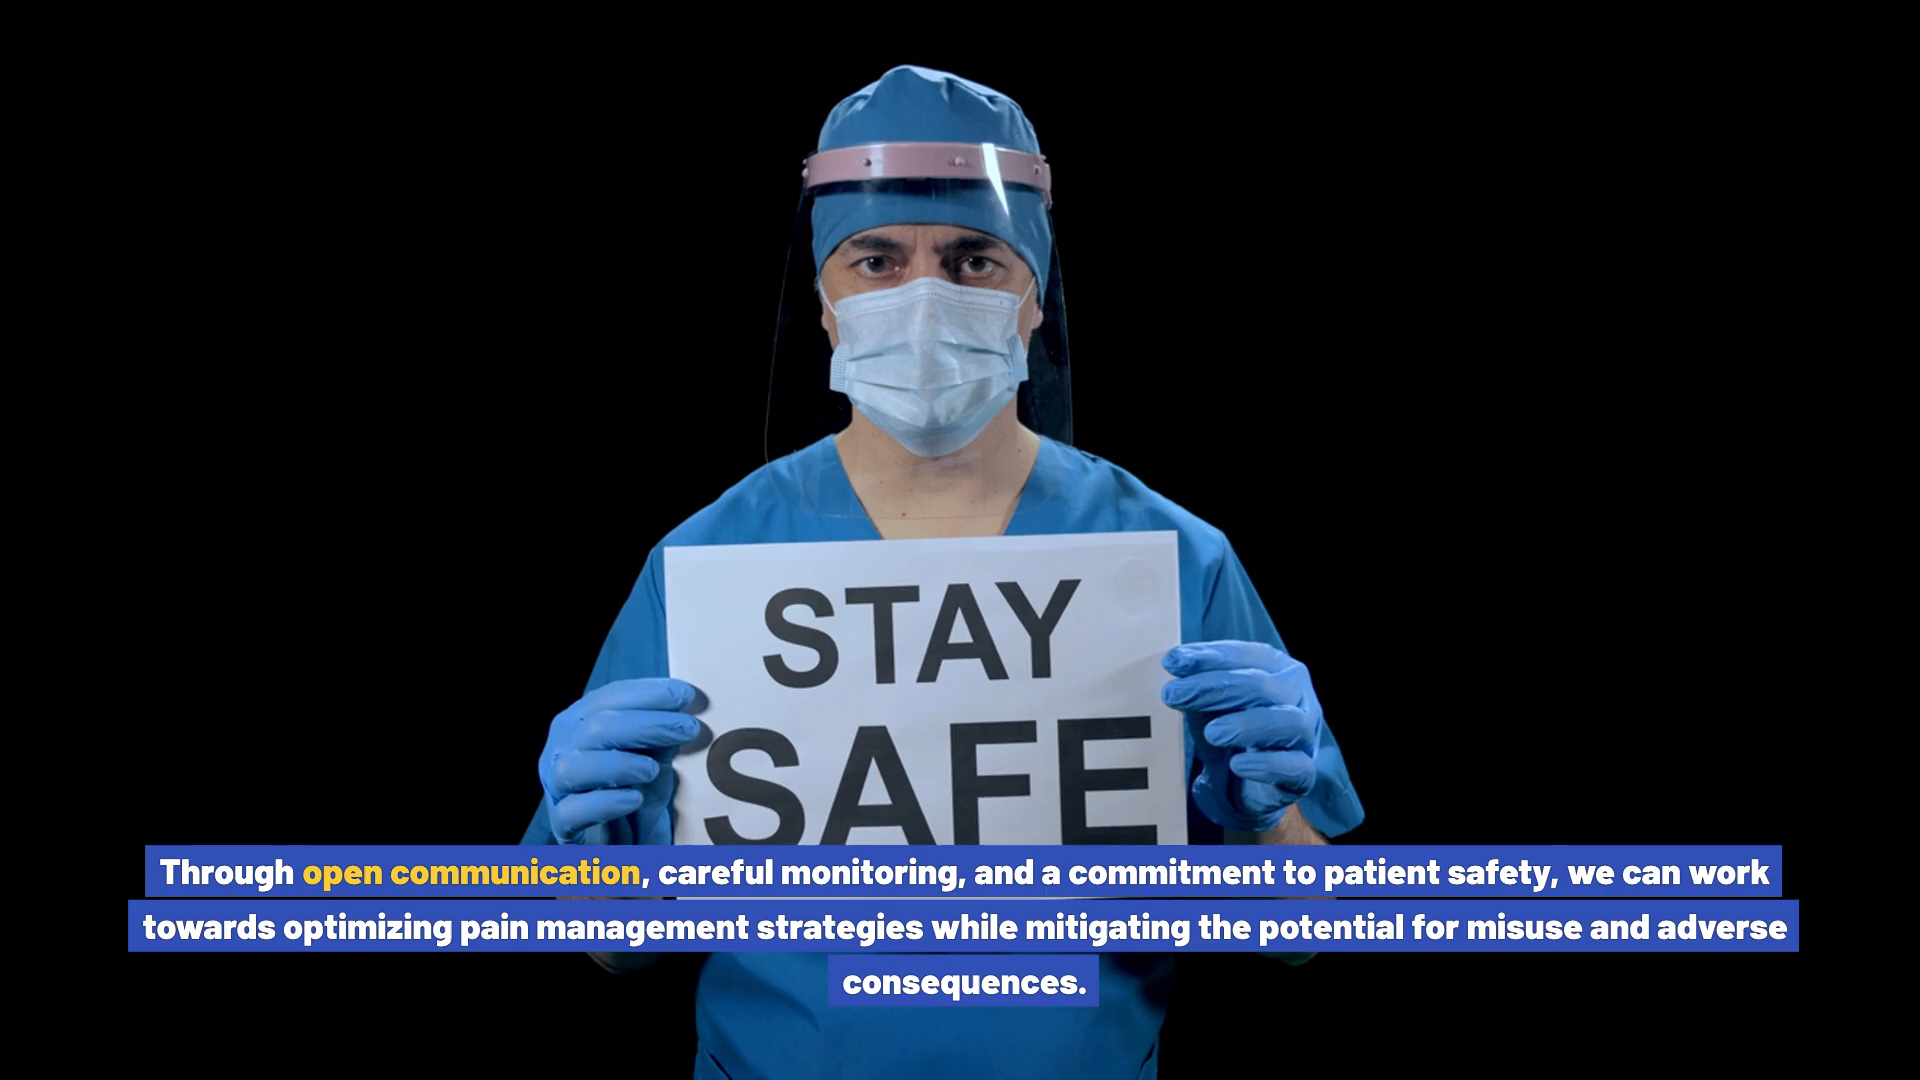 STAY
SAFE
Through open communication, careful monitoring, and a commitment to patient safety, we can work
towards optimizing pain management strategies while mitigating the potential for misuse and adverse
consequences.